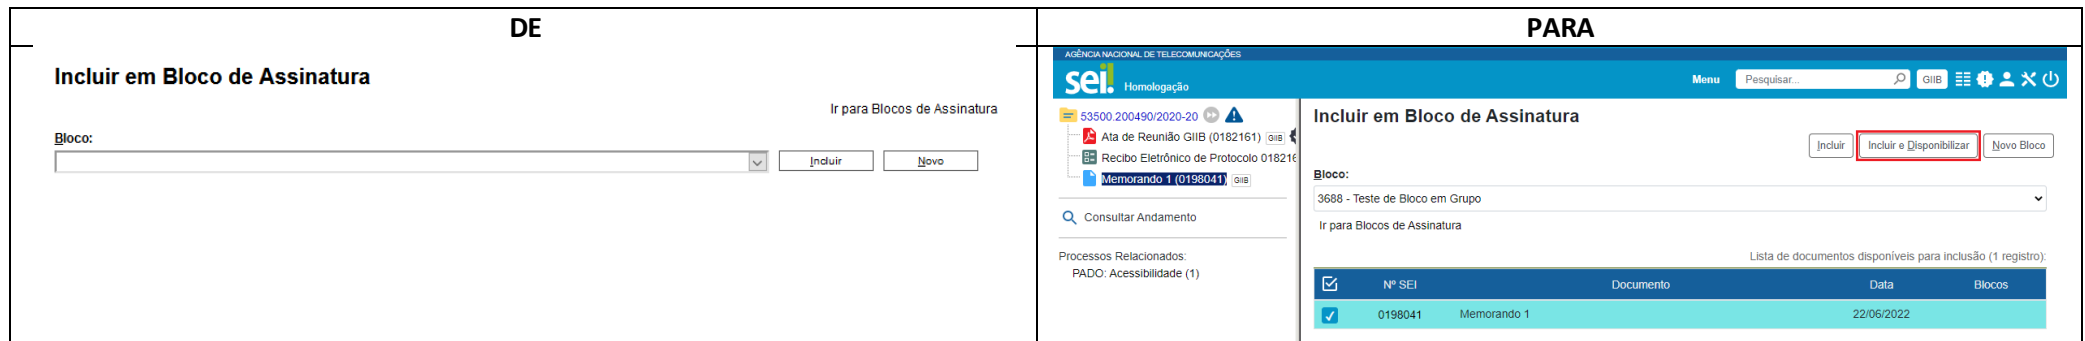 DE
PARA
Incluir em Bloco de Assinatura
Ir para Blocos de Assinatura
Bloco:
Incluir
Novo
AGÊNCIA NACIONAL DE TELECOMUNICAÇÕES
sei!
Homologação
Menu
Pesquisar...
GIIB
53500.200490/2020-20
Ata de Reunião GIIB (0182161) GIIB
Recibo Eletrônico de Protocolo 018216
Memorando 1 (0198041) GIIB
Consultar Andamento
Processos Relacionados:
PADO: Acessibilidade (1)
Incluir em Bloco de Assinatura
Incluir
Incluir e Disponibilizar
Novo Bloco
Bloco:
3688 - Teste de Bloco em Grupo
Ir para Blocos de Assinatura
Lista de documentos disponíveis para inclusão (1 registro):
Nº SEI Documento Data Blocos
0198041 Memorando 1 22/06/2022